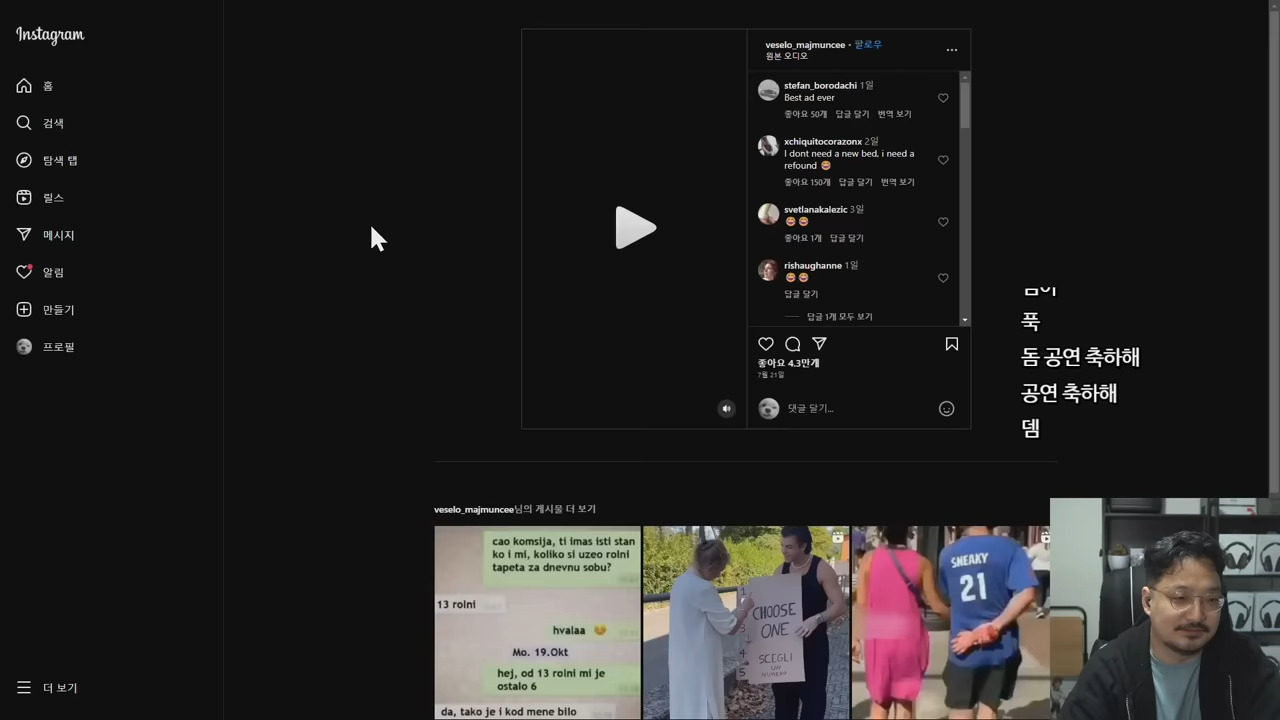 Instagram
홈
검색
탐색 탭
릴스
메시지
알림
만들기
프로필
더 보기
veselo_majmuncee • 팔로우
원본 오디오
stefan_borodachi 1일
Best ad ever
좋아요 50개 답글 달기 번역 보기
xchiquitocorazonx 2일
I dont need a new bed, i need a
refound 😂
좋아요 150개 답글 달기 번역 보기
svetlanakalezic 3일
😂😂
좋아요 1개 답글 달기
rishaughanne 1일
😂😂
답글 달기
답글 1개 모두 보기
좋아요 4.3만개
7월 21일
댓글 달기...
푹
돔 공연 축하해
공연 축하해
뎀
veselo_majmuncee님의 게시물 더 보기
cao komsija, ti imas isti stan
ko i mi, koliko si uzeo rolni
tapeta za dnevnu sobu?
13 rolni
hvalaa 😊
Mo. 19.Okt
hej, od 13 rolni mi je
ostalo 6
da, tako je i kod mene bilo
1
2
3
4
5
CHOOSE
ONE
SCEGLI
UN
NUMERO
SNEAKY
21